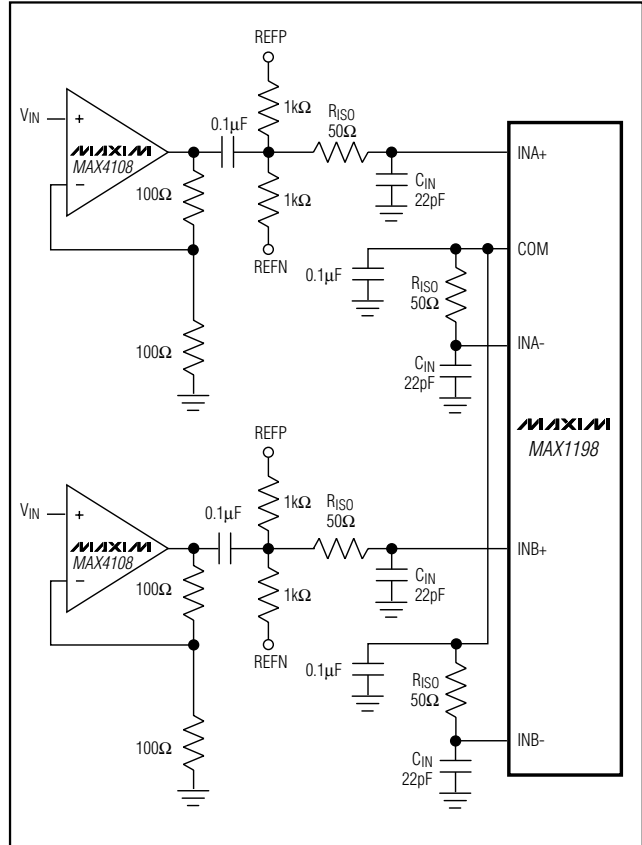 REFP
VIN
+
MAXIM
MAX4108
−
0.1µF
1kΩ
RISO
50Ω
INA+
100Ω
1kΩ
CIN
22pF
REFN
COM
0.1µF
RISO
50Ω
100Ω
INA-
CIN
22pF
MAXIM
MAX1198
REFP
VIN
+
MAXIM
MAX4108
−
0.1µF
1kΩ
RISO
50Ω
INB+
100Ω
1kΩ
CIN
22pF
REFN
0.1µF
RISO
50Ω
100Ω
INB-
CIN
22pF